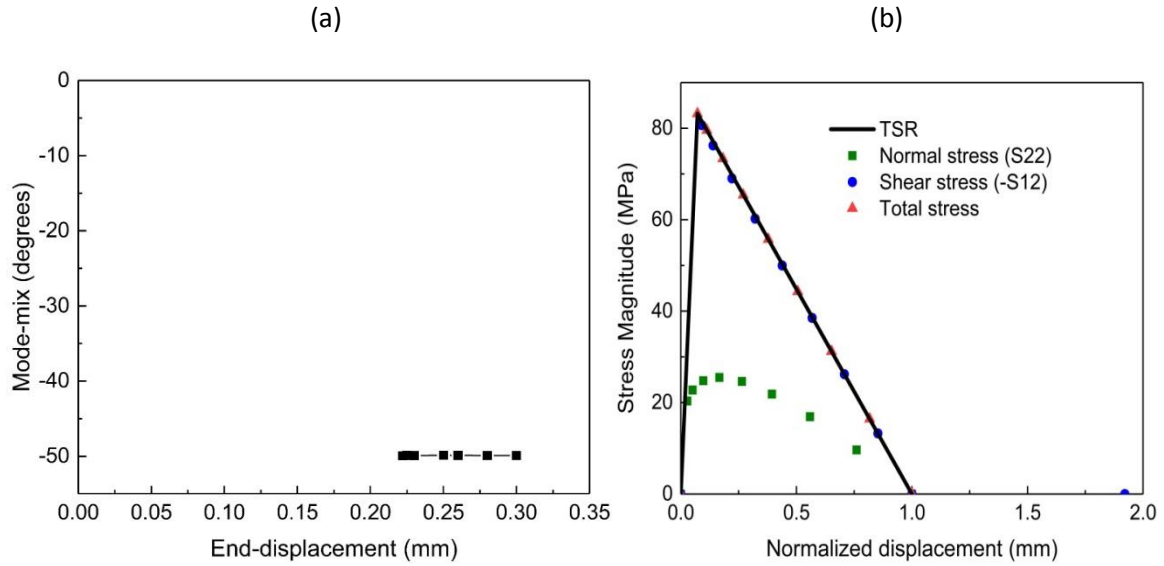 (a)
(b)
0
-10
-20
-30
-40
-50
0.00 0.05 0.10 0.15 0.20 0.25 0.30 0.35
Mode-mix (degrees)
End-displacement (mm)
80
60
40
20
0
0.0 0.5 1.0 1.5 2.0
Stress Magnitude (MPa)
Normalized displacement (mm)
TSR
Normal stress (S22)
Shear stress (-S12)
Total stress